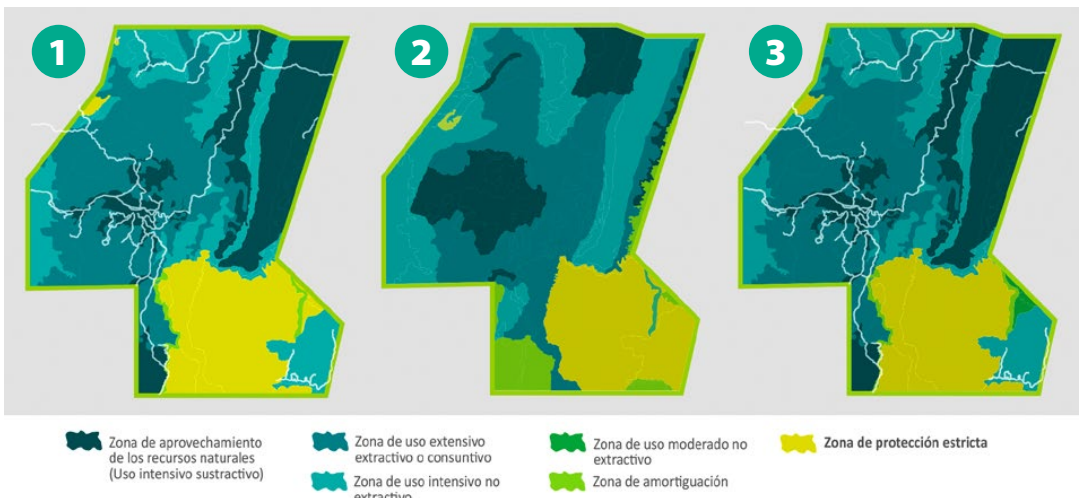 1
2
3
Zona de aprovechamiento
de los recursos naturales
(Uso intensivo sustractivo)
Zona de uso extensivo
extractivo o consuntivo
Zona de uso intensivo no
extractivo
Zona de uso moderado no
extractivo
Zona de amortiguación
Zona de protección estricta